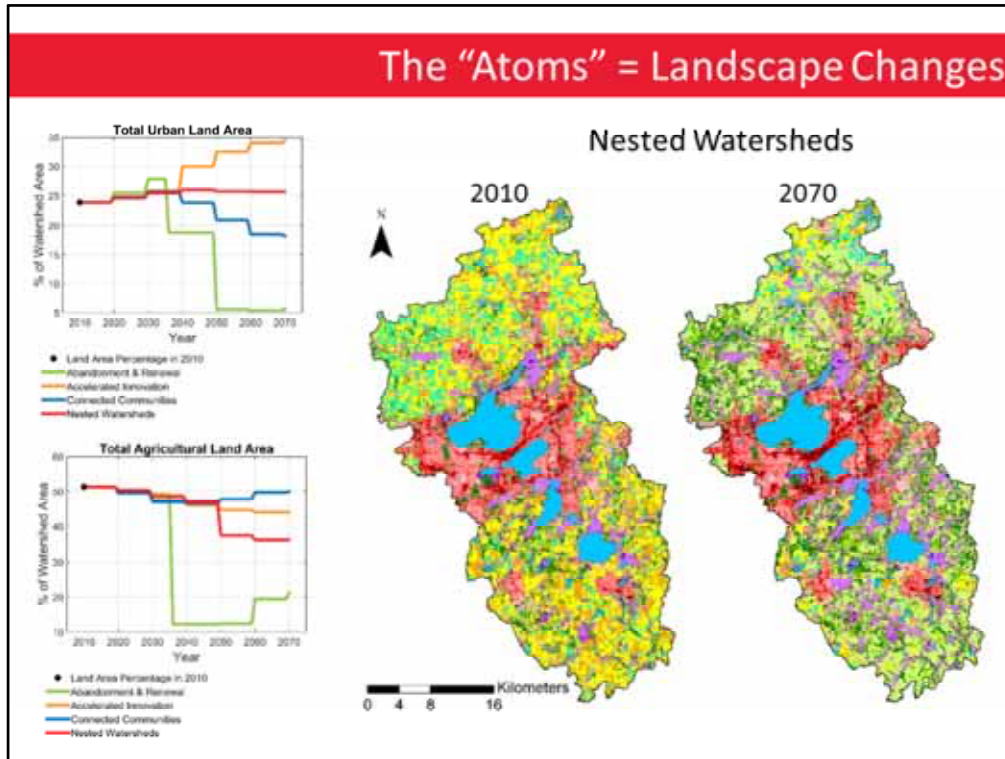 The “Atoms” = Landscape Changes
Total Urban Land Area
35
30
25
20
15
10
5
% of Watershed Area
2010 2020 2030 2040 2050 2060 2070
Year
Land Area Percentage in 2010
Abandonment & Renewal
Accelerated Innovation
Connected Communities
Nested Watersheds
Total Agricultural Land Area
60
50
40
30
20
10
% of Watershed Area
2010 2020 2030 2040 2050 2060 2070
Year
Land Area Percentage in 2010
Abandonment & Renewal
Accelerated Innovation
Connected Communities
Nested Watersheds
Nested Watersheds
2010
2070
N
Kilometers
0 4 8 16